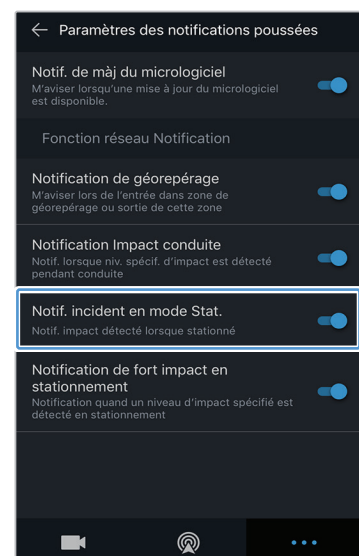 Paramètres des notifications poussées
Notif. de màj du micrologiciel
M'aviser lorsqu'une mise à jour du micrologiciel
est disponible.
Fonction réseau Notification
Notification de géorepérage
M'aviser lors de l'entrée dans zone de
géorepérage ou sortie de cette zone
Notification Impact conduite
Notif. lorsque niv. spécif. d'impact est détecté
pendant conduite
Notif. incident en mode Stat.
Notif. impact détecté lorsque stationné
Notification de fort impact en
stationnement
Notification quand un niveau d'impact spécifié est
détecté en stationnement